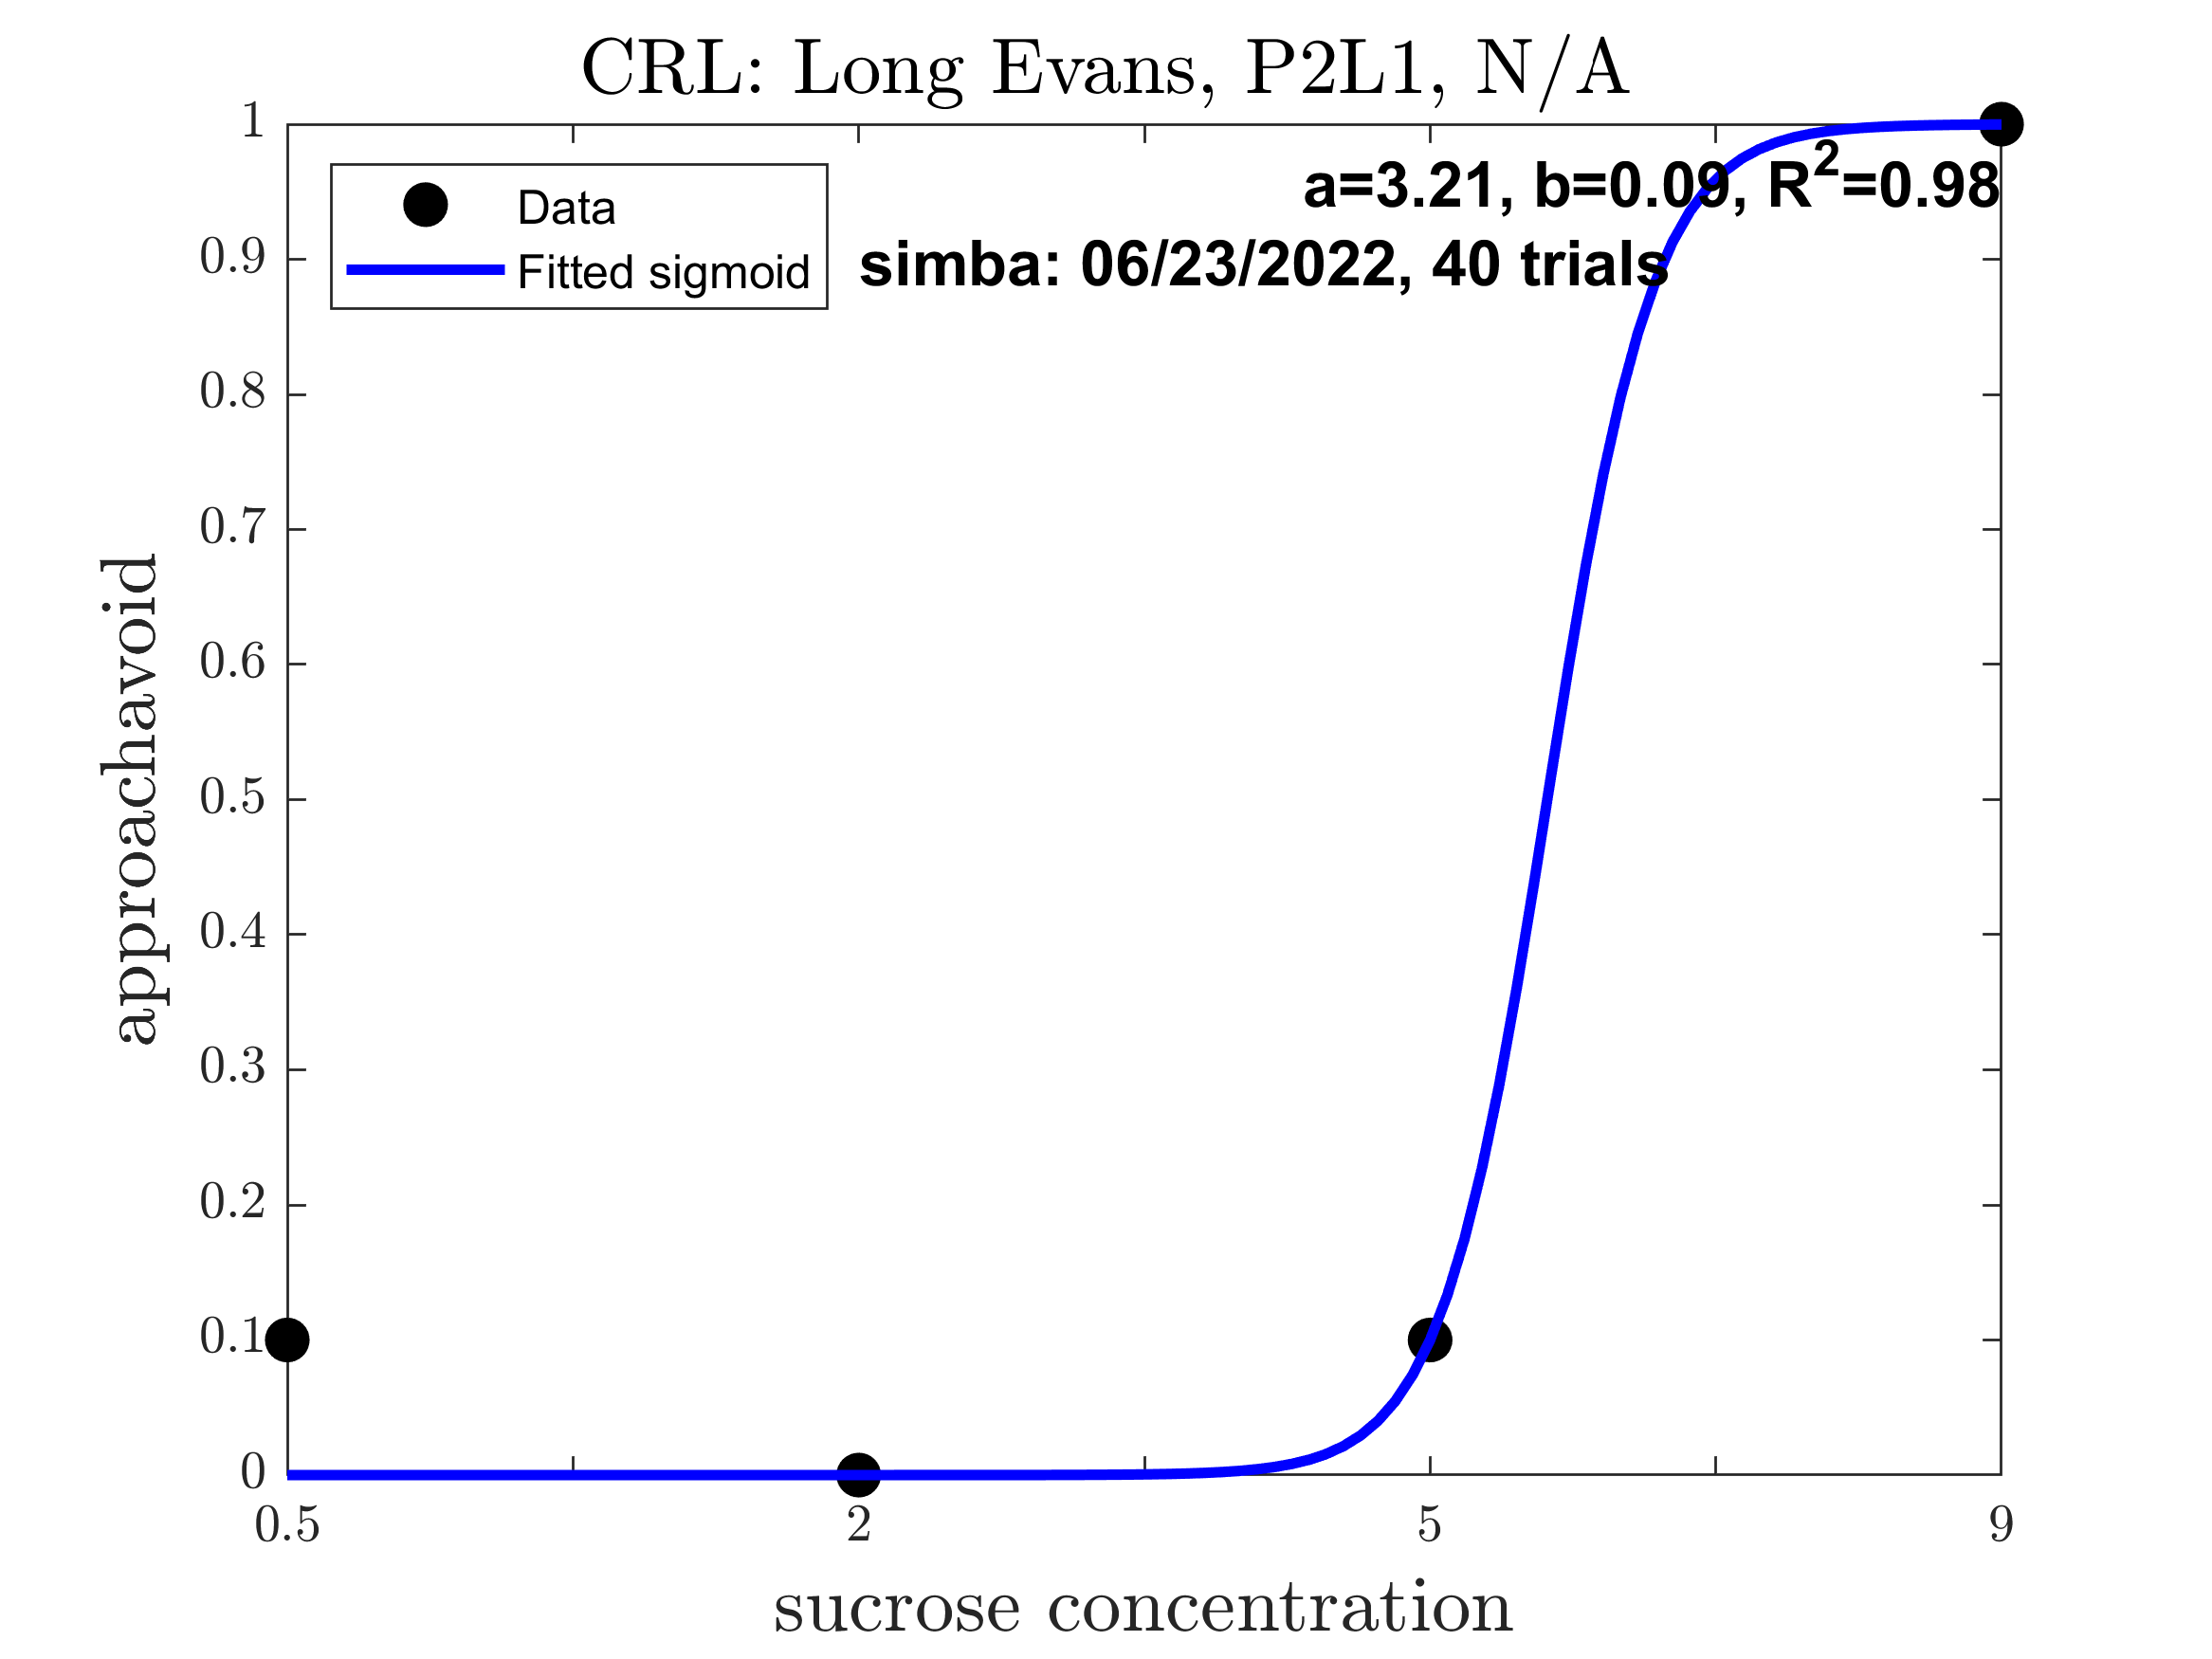 CRL: Long Evans, P2L1, N/A
a=3.21, b=0.09, R²=0.98
simba: 06/23/2022, 40 trials
Data
Fitted sigmoid
approachavoid
1
0.9
0.8
0.7
0.6
0.5
0.4
0.3
0.2
0.1
0
0.5 2 5 9
sucrose concentration